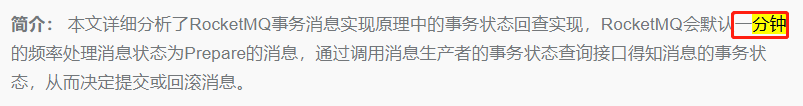 简介： 本文详细分析了RocketMQ事务消息实现原理中的事务状态回查实现，RocketMQ会默认一分钟
的频率处理消息状态为Prepare的消息，通过调用消息生产者的事务状态查询接口得知消息的事务状
态，从而决定提交或回滚消息。